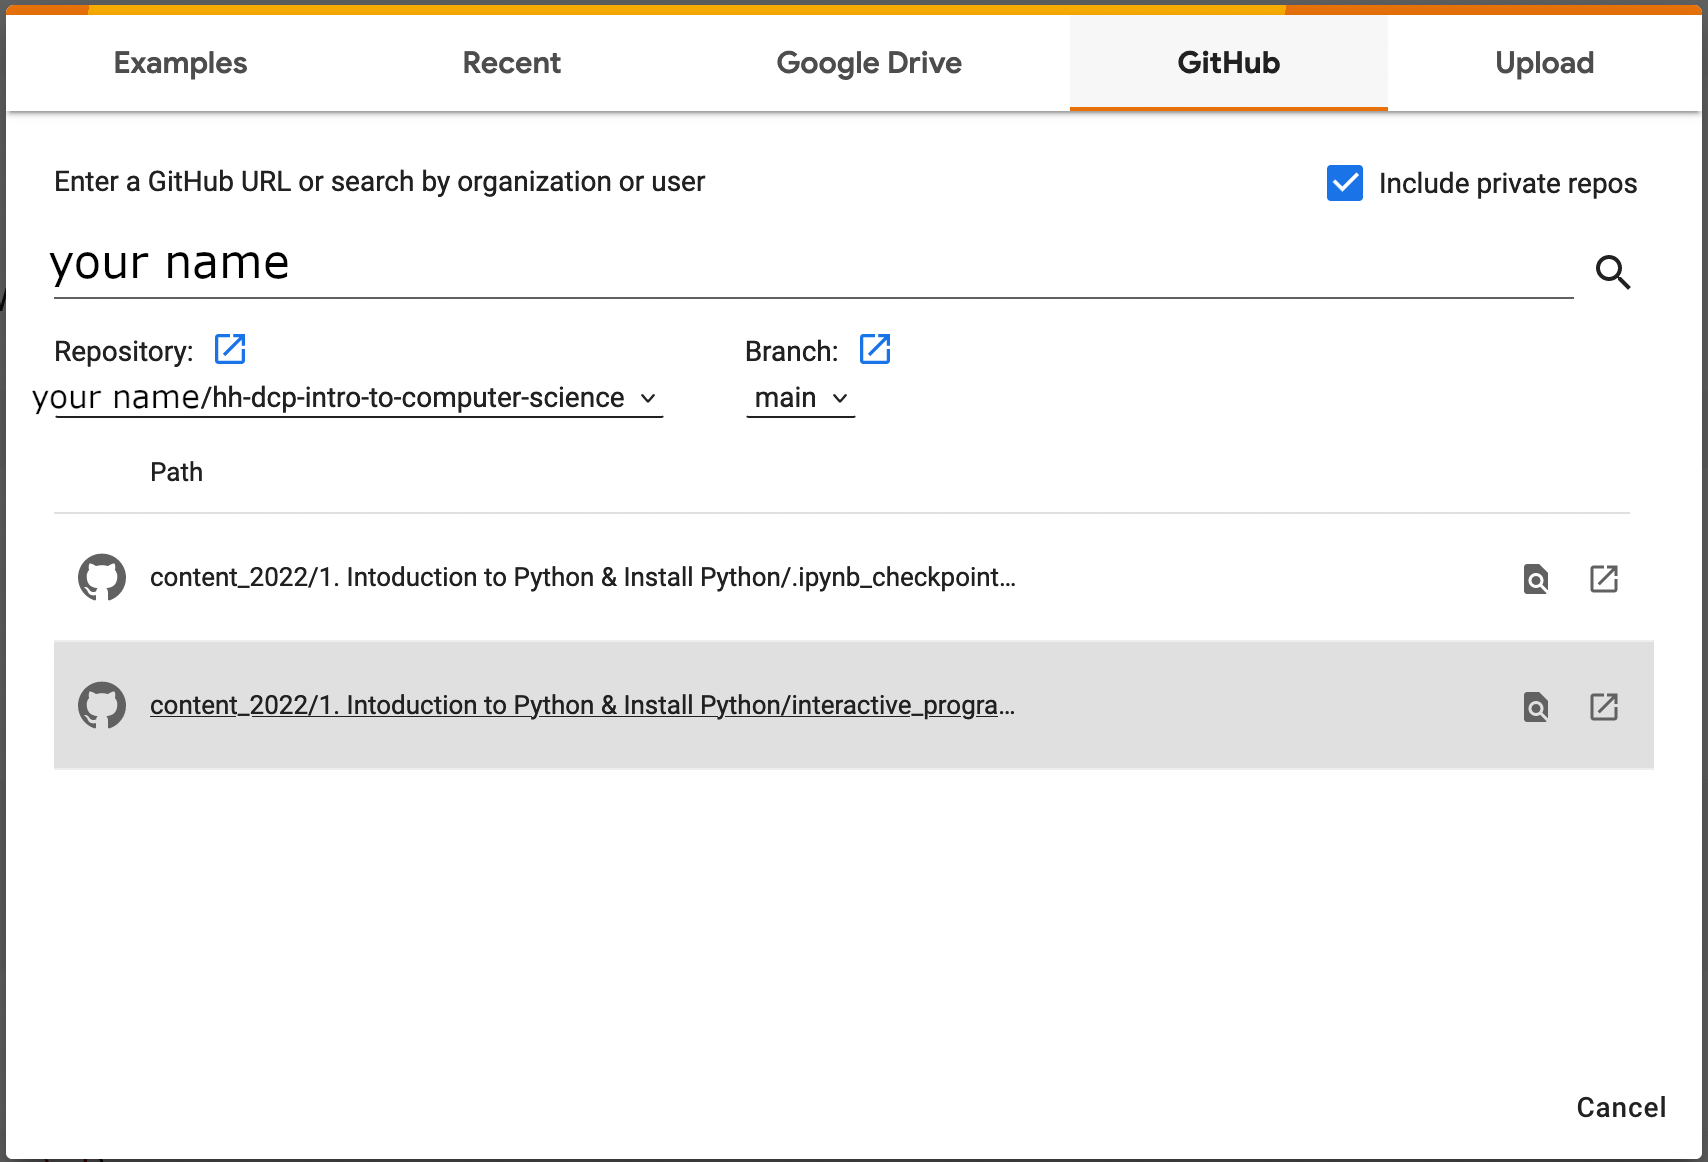 Examples Recent Google Drive GitHub Upload
Enter a GitHub URL or search by organization or user
Include private repos
your name
Repository: Branch:
your name/hh-dcp-intro-to-computer-science main
Path
content_2022/1. Intoduction to Python & Install Python/.ipynb_checkpoint...
content_2022/1. Intoduction to Python & Install Python/interactive_progra...
Cancel